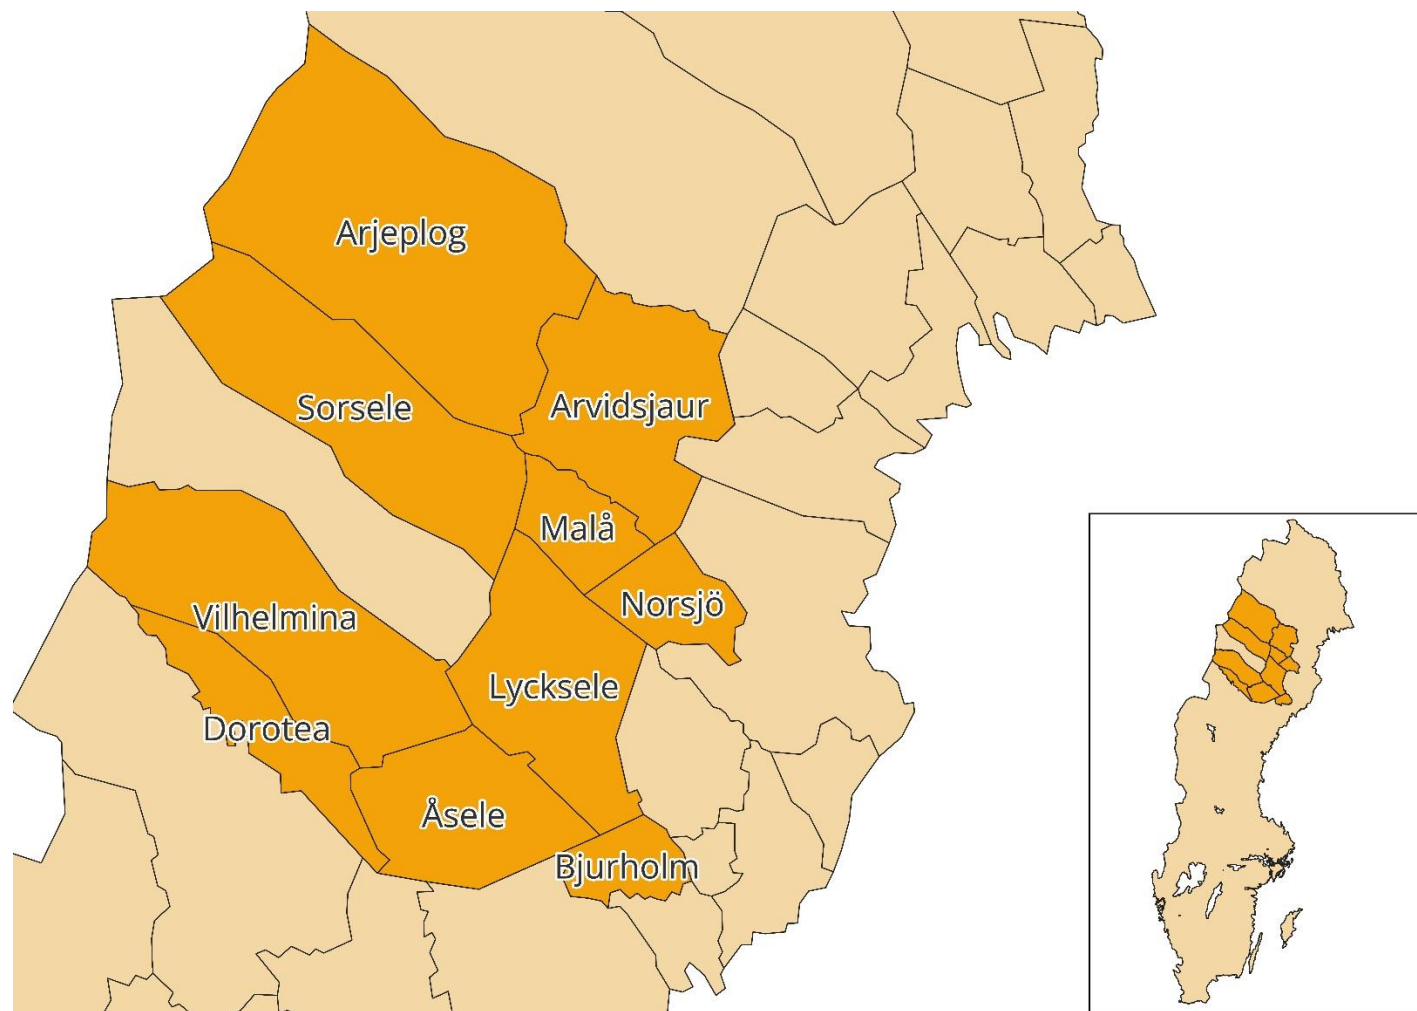 Arjeplog
Sorsele
Arvidsjaur
Malå
Norsjö
Vilhelmina
Lycksele
Dorotea
Åsele
Bjurholm